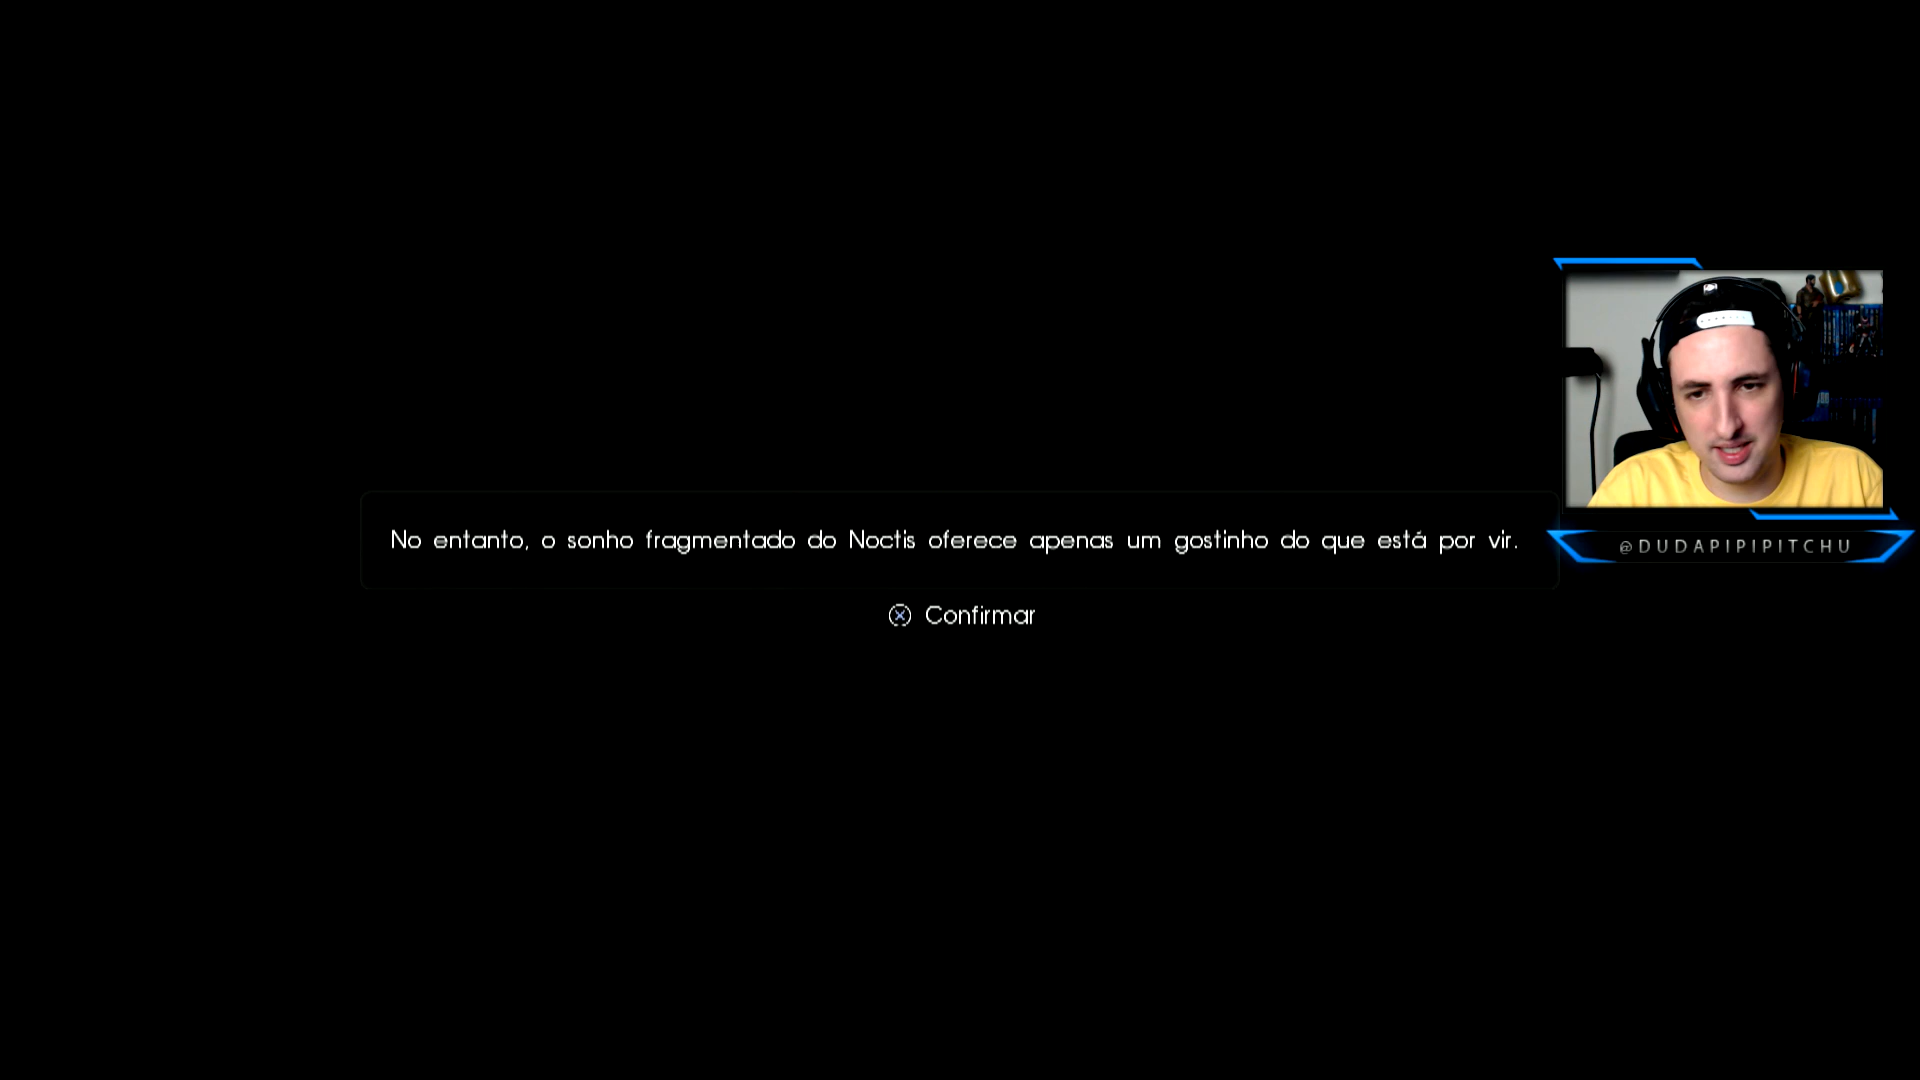 No entanto, o sonho fragmentado do Noctis oferece apenas um gostinho do que está por vir.
@DUDAPIPIPITCHU
Confirmar